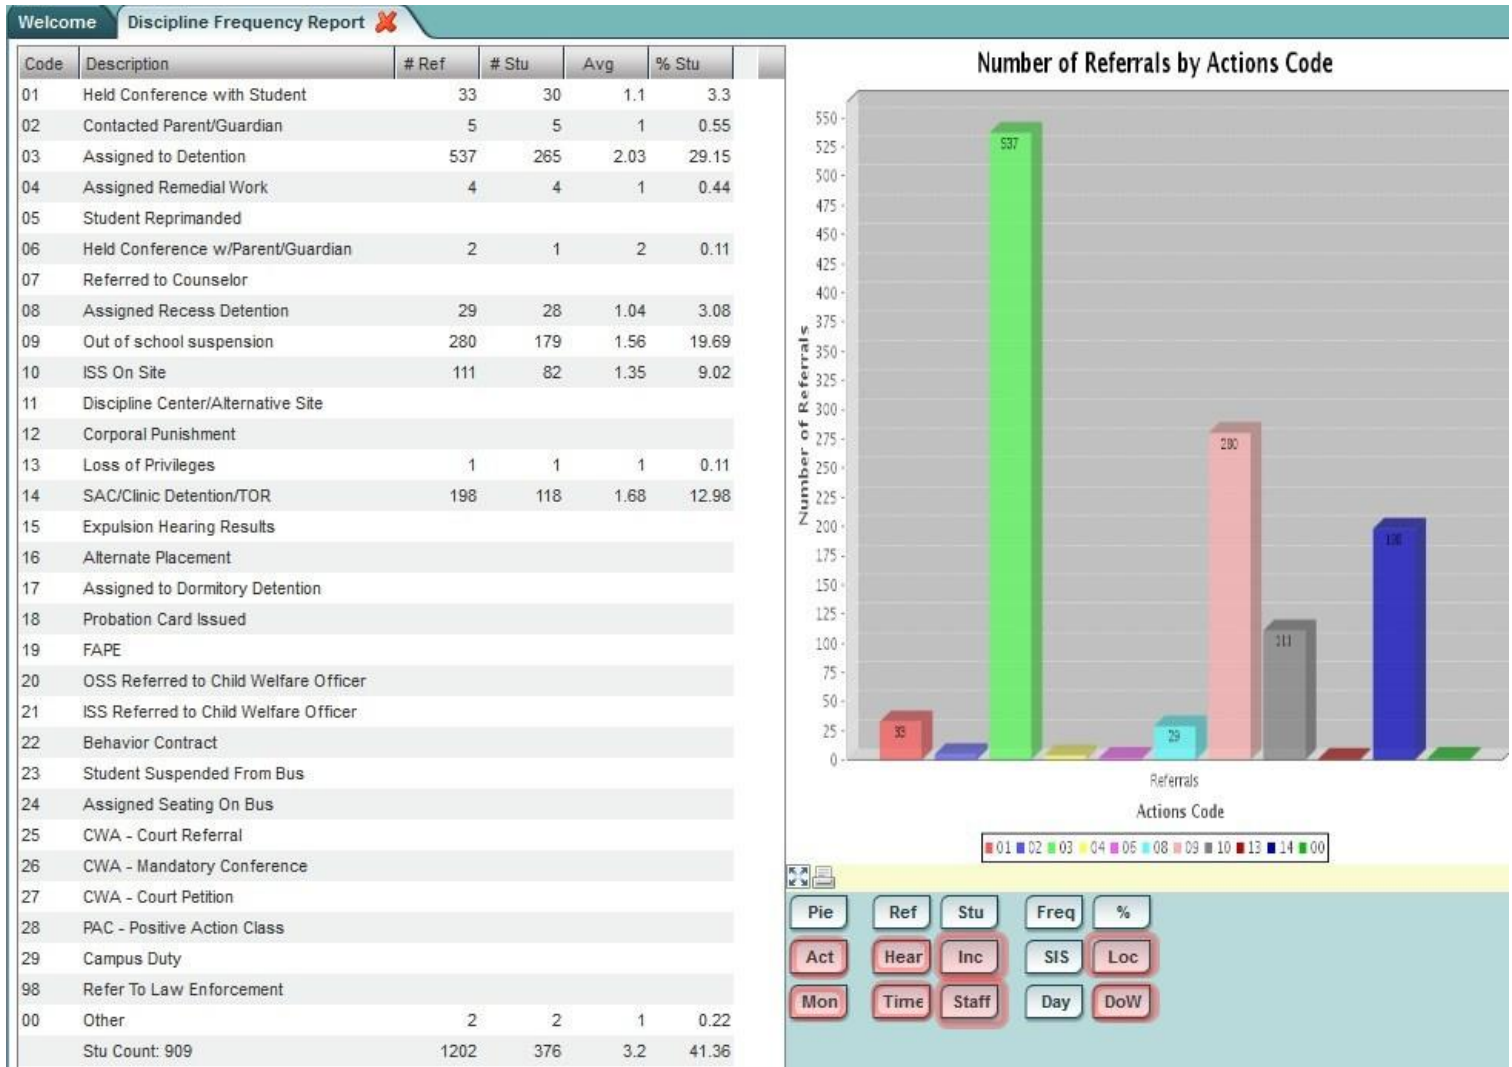 Welcome Discipline Frequency Report
Code Description # Ref # Stu Avg % Stu
01 Held Conference with Student 33 30 1.1 3.3
02 Contacted Parent/Guardian 5 5 1 0.55
03 Assigned to Detention 537 265 2.03 29.15
04 Assigned Remedial Work 4 4 1 0.44
05 Student Reprimanded
06 Held Conference w/Parent/Guardian 2 1 2 0.11
07 Referred to Counselor
08 Assigned Recess Detention 29 28 1.04 3.08
09 Out of school suspension 280 179 1.56 19.69
10 ISS On Site 111 82 1.35 9.02
11 Discipline Center/Alternative Site
12 Corporal Punishment
13 Loss of Privileges 1 1 1 0.11
14 SAC/Clinic Detention/TOR 198 118 1.68 12.98
15 Expulsion Hearing Results
16 Alternate Placement
17 Assigned to Dormitory Detention
18 Probation Card Issued
19 FAPE
20 OSS Referred to Child Welfare Officer
21 ISS Referred to Child Welfare Officer
22 Behavior Contract
23 Student Suspended From Bus
24 Assigned Seating On Bus
25 CWA - Court Referral
26 CWA - Mandatory Conference
27 CWA - Court Petition
28 PAC - Positive Action Class
29 Campus Duty
98 Refer To Law Enforcement
00 Other 2 2 1 0.22
Stu Count: 909 1202 376 3.2 41.36
Number of Referrals by Actions Code
Number of Referrals
550
525
500
475
450
425
400
375
350
325
300
275
250
225
200
175
150
125
100
75
50
25
0
33
537
29
280
111
198
Referrals
Actions Code
01 02 03 04 06 08 09 10 13 14 00
Pie Ref Stu Freq %
Act Hear Inc SIS Loc
Mon Time Staff Day DoW